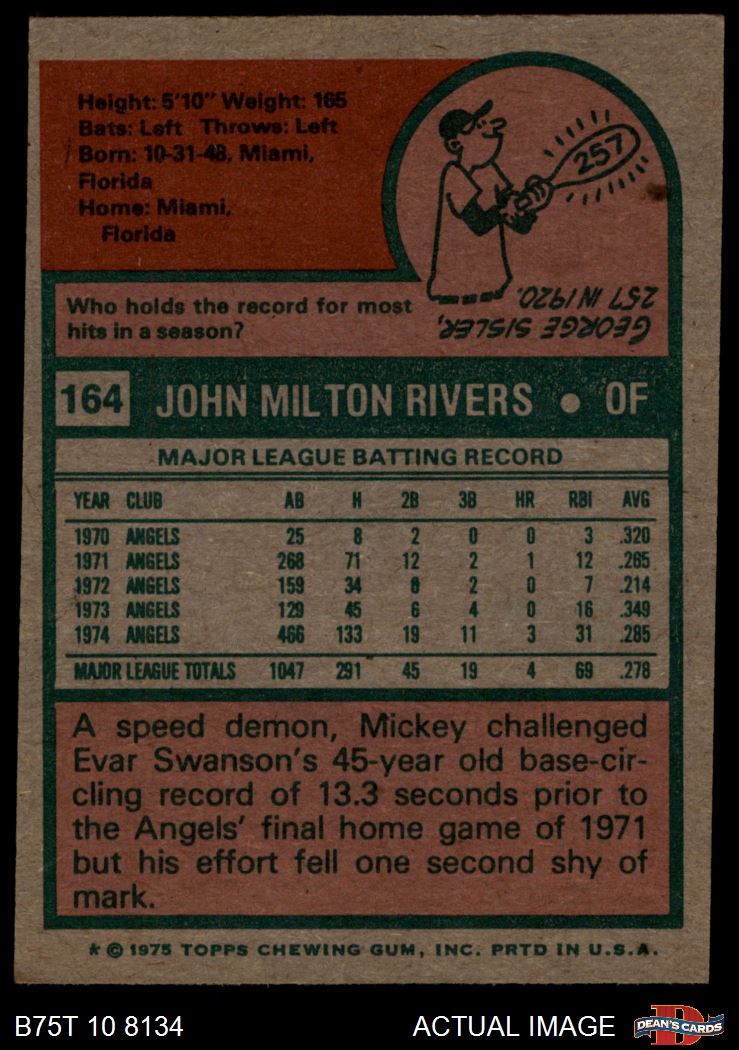 Height: 5'10" Weight: 165
Bats: Left Throws: Left
Born: 10-31-48, Miami,
Florida
Home: Miami,
Florida
257
Who holds the record for most
hits in a season?
GEORGE SISLER,
257 IN 1920.
164 JOHN MILTON RIVERS • OF
MAJOR LEAGUE BATTING RECORD
YEAR CLUB AB H 2B 3B HR RBI AVG
1970 ANGELS 25 8 2 0 0 3 .320
1971 ANGELS 268 71 12 2 1 12 .265
1972 ANGELS 159 34 6 2 0 7 .214
1973 ANGELS 129 45 6 4 0 16 .349
1974 ANGELS 466 133 19 11 3 31 .285
MAJOR LEAGUE TOTALS 1047 291 45 19 4 69 .278
A speed demon, Mickey challenged
Evar Swanson's 45-year old base-cir-
cling record of 13.3 seconds prior to
the Angels' final home game of 1971
but his effort fell one second shy of
mark.
* © 1975 TOPPS CHEWING GUM, INC. PRTD IN U.S.A.
B75T 10 8134 ACTUAL IMAGE
D
DEAN'S CARDS